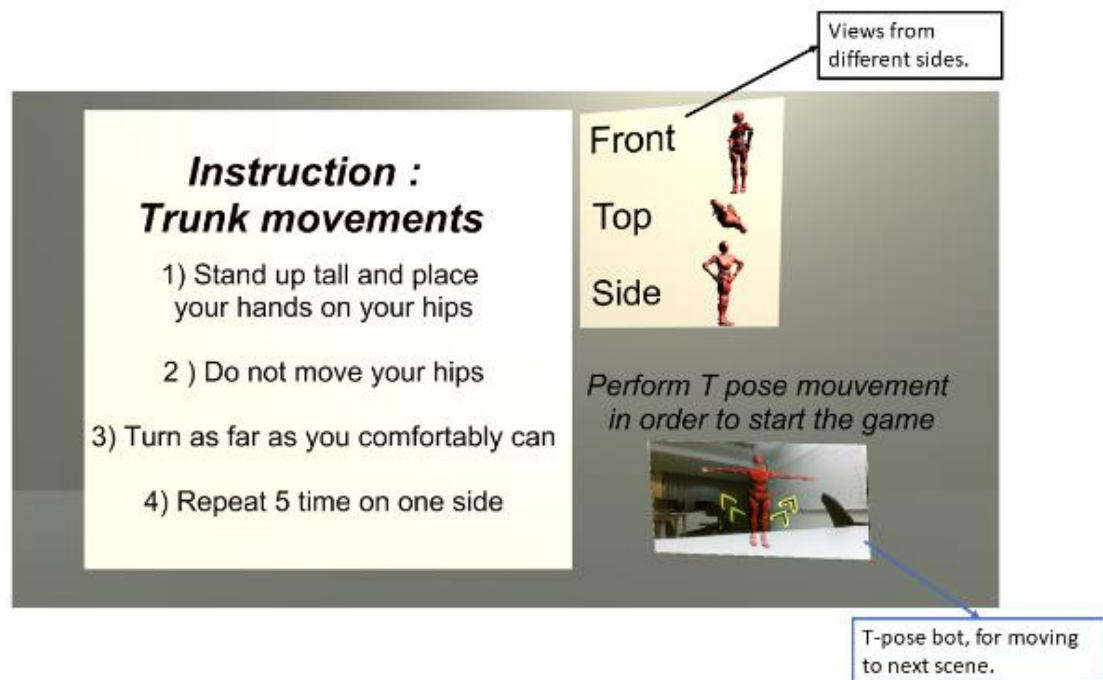 Views from
different sides.
Instruction :
Trunk movements
1) Stand up tall and place
your hands on your hips
2 ) Do not move your hips
3) Turn as far as you comfortably can
4) Repeat 5 time on one side
Front
Top
Side
Perform T pose mouvement
in order to start the game
T-pose bot, for moving
to next scene.